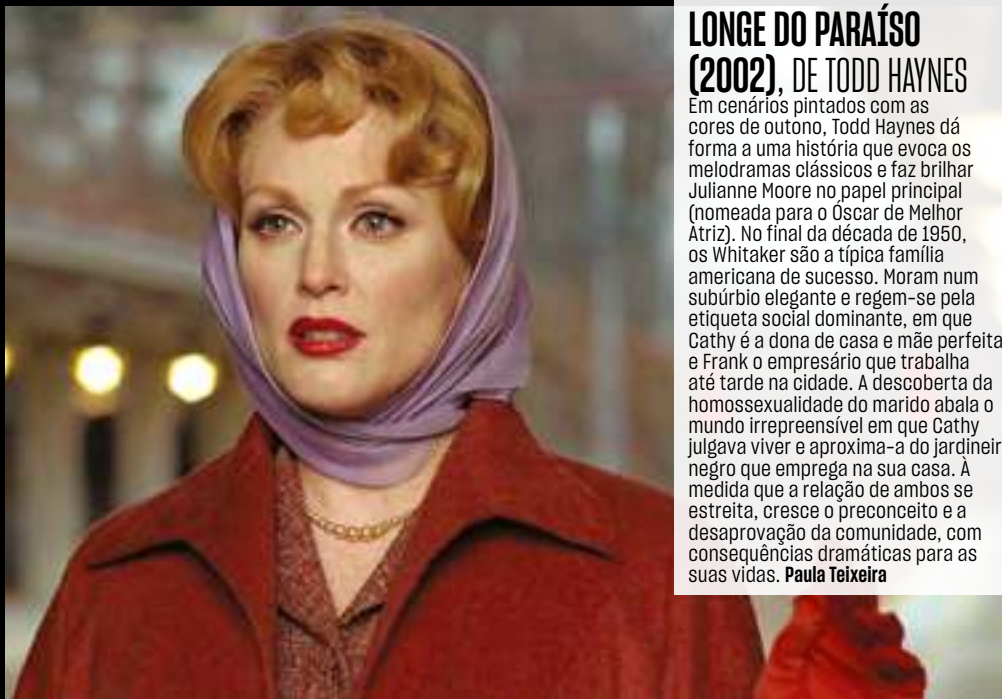 LONGE DO PARAÍSO
(2002), DE TODD HAYNES
Em cenários pintados com as
cores de outono, Todd Haynes dá
forma a uma história que evoca os
melodramas clássicos e faz brilhar
Julianne Moore no papel principal
(nomeada para o Óscar de Melhor
Atriz). No final da década de 1950,
os Whitaker são a típica família
americana de sucesso. Moram num
subúrbio elegante e regem-se pela
etiqueta social dominante, em que
Cathy é a dona de casa e mãe perfeita
e Frank o empresário que trabalha
até tarde na cidade. A descoberta da
homossexualidade do marido abala o
mundo irrepreensível em que Cathy
julgava viver e aproxima-a do jardineir
negro que emprega na sua casa. À
medida que a relação de ambos se
estreita, cresce o preconceito e a
desaprovação da comunidade, com
consequências dramáticas para as
suas vidas. Paula Teixeira